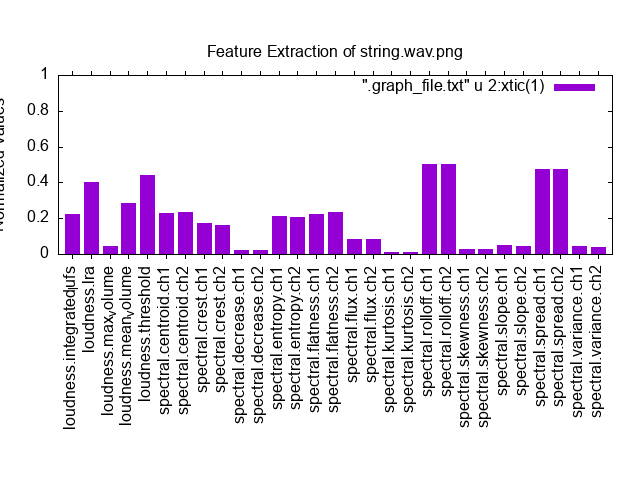 Feature Extraction of string.wav.png
".graph_file.txt" u 2:xtic(1)
Normalized Values
1
0.8
0.6
0.4
0.2
0
loudness.integratedlufs
loudness.lra
loudness.maxvolume
loudness.meanvolume
loudness.threshold
spectral.centroid.ch1
spectral.centroid.ch2
spectral.crest.ch1
spectral.crest.ch2
spectral.decrease.ch1
spectral.decrease.ch2
spectral.entropy.ch1
spectral.entropy.ch2
spectral.flatness.ch1
spectral.flatness.ch2
spectral.flux.ch1
spectral.flux.ch2
spectral.kurtosis.ch1
spectral.kurtosis.ch2
spectral.rolloff.ch1
spectral.rolloff.ch2
spectral.skewness.ch1
spectral.skewness.ch2
spectral.slope.ch1
spectral.slope.ch2
spectral.spread.ch1
spectral.spread.ch2
spectral.variance.ch1
spectral.variance.ch2